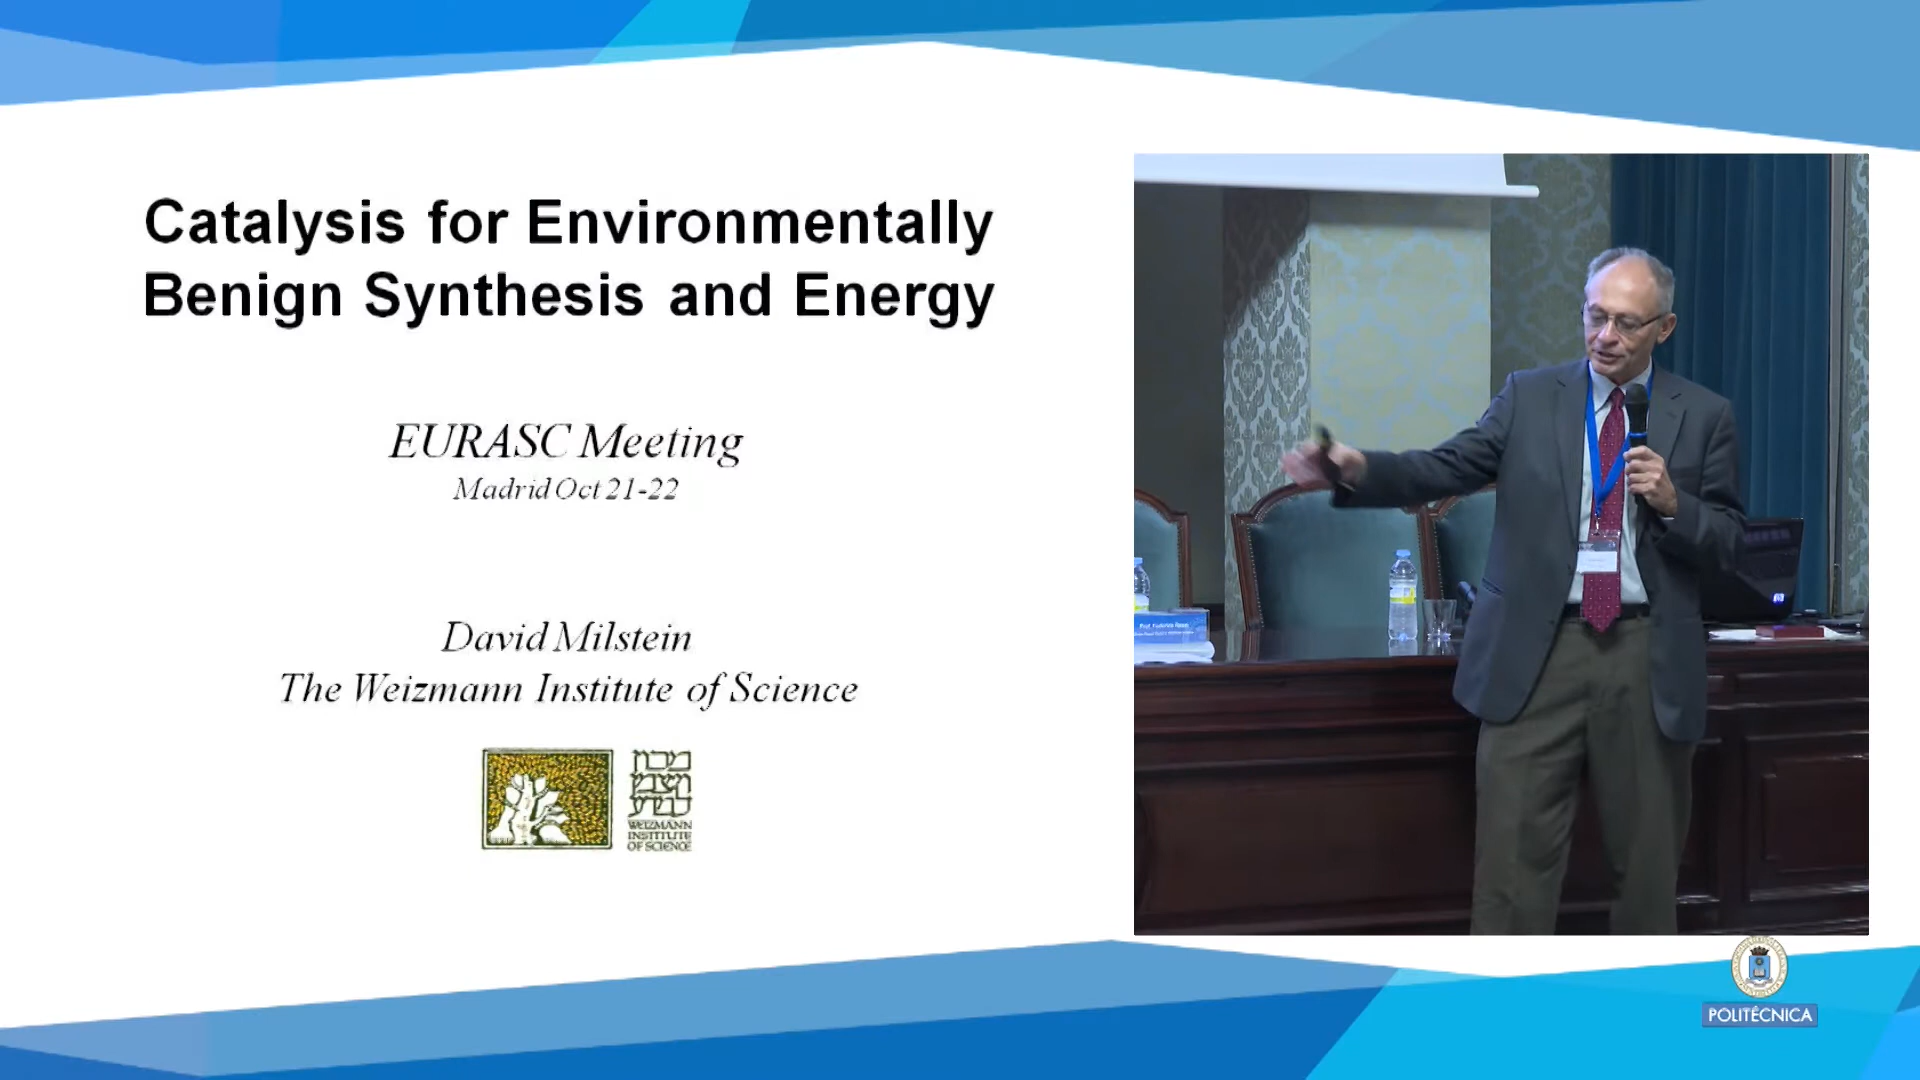 Catalysis for Environmentally
Benign Synthesis and Energy
EURASC Meeting
Madrid Oct 21-22
David Milstein
The Weizmann Institute of Science
מכון
ויצמן
למדע
WEIZMANN
INSTITUTE
OF SCIENCE
POLITÉCNICA